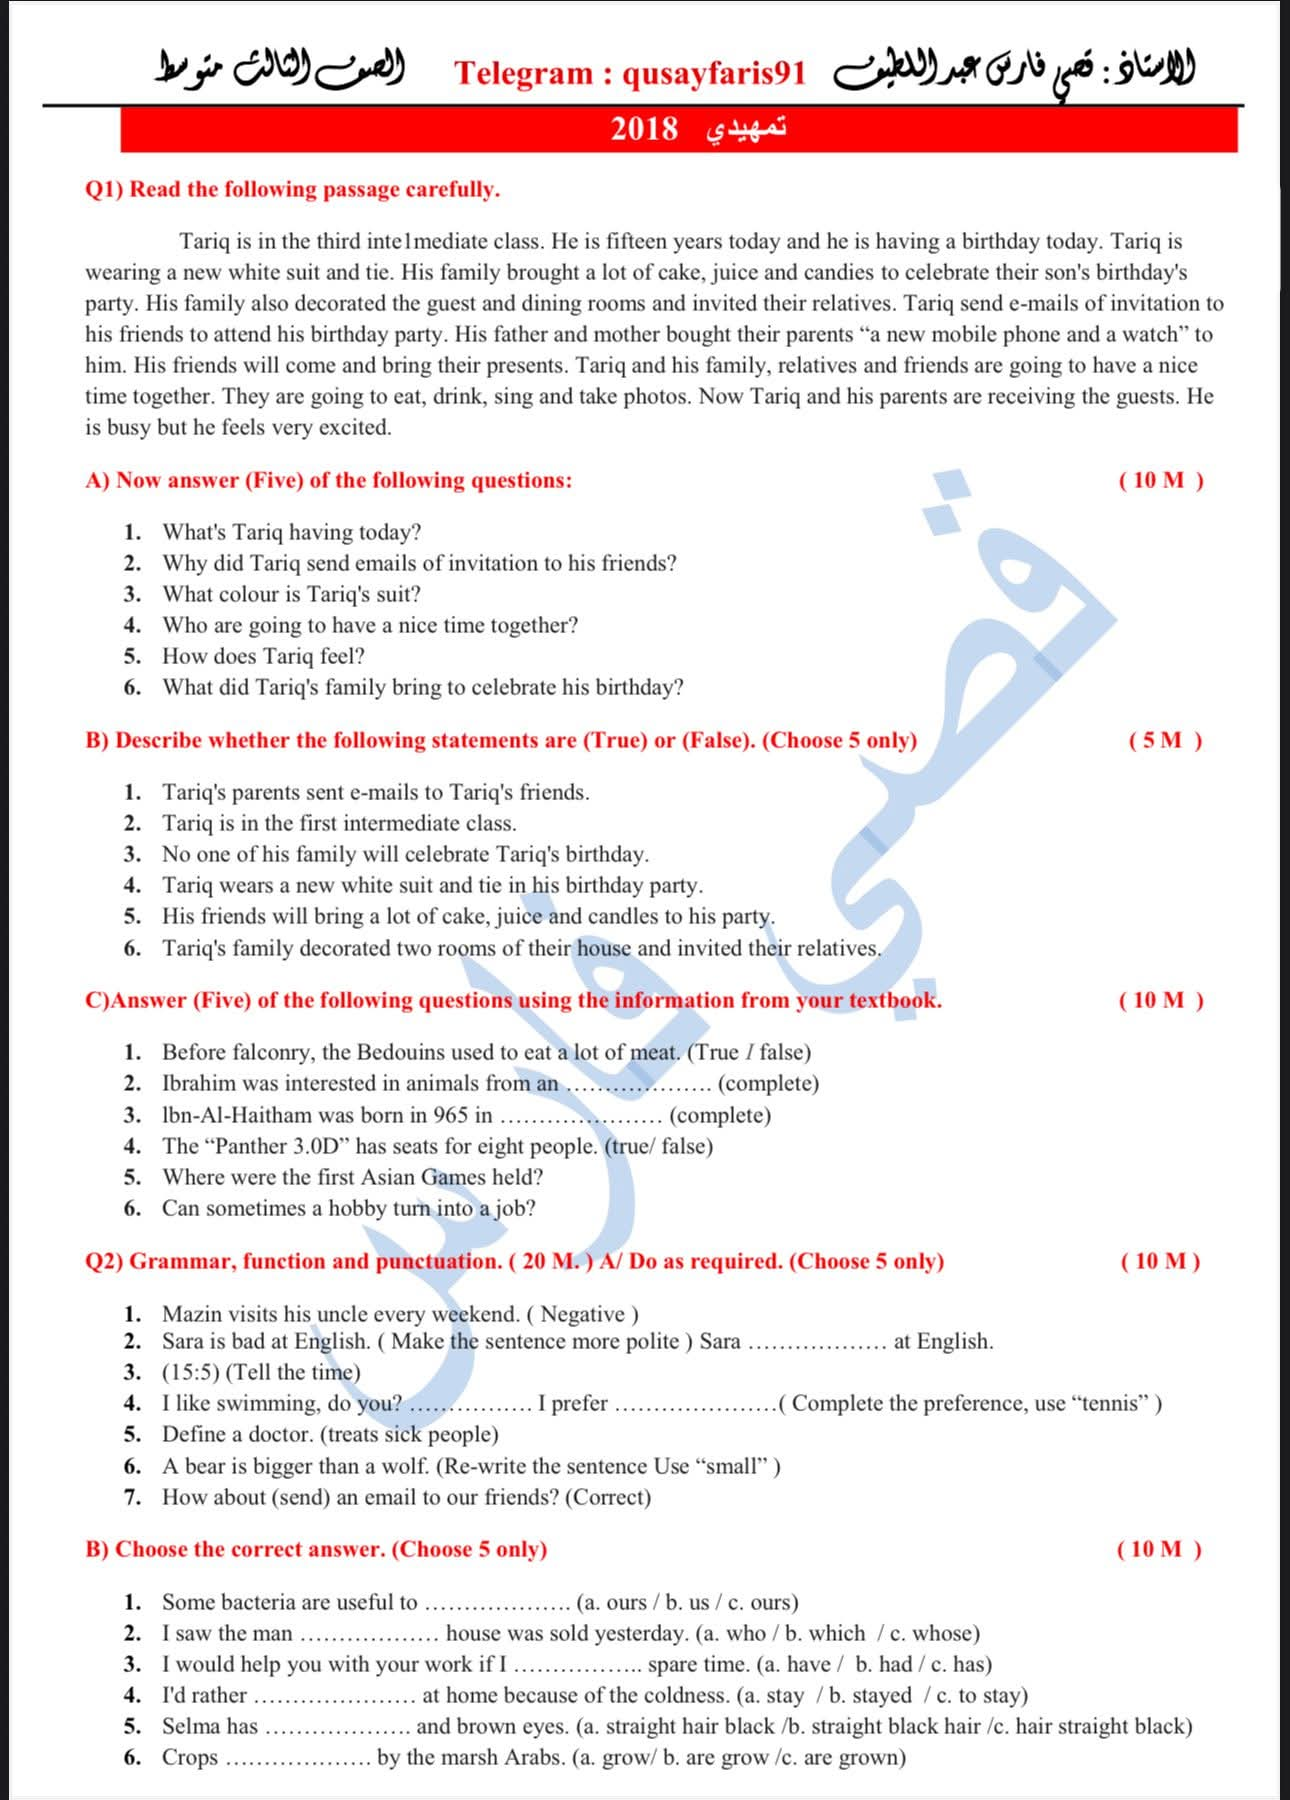 الاستاذ : قصي فارس عبد اللطيف Telegram : qusayfaris91 الصف الثالث متوسط
تمهيدي 2018
Q1) Read the following passage carefully.
Tariq is in the third inte1mediate class. He is fifteen years today and he is having a birthday today. Tariq is
wearing a new white suit and tie. His family brought a lot of cake, juice and candies to celebrate their son's birthday's
party. His family also decorated the guest and dining rooms and invited their relatives. Tariq send e-mails of invitation to
his friends to attend his birthday party. His father and mother bought their parents “a new mobile phone and a watch” to
him. His friends will come and bring their presents. Tariq and his family, relatives and friends are going to have a nice
time together. They are going to eat, drink, sing and take photos. Now Tariq and his parents are receiving the guests. He
is busy but he feels very excited.
A) Now answer (Five) of the following questions: ( 10 M )
1. What's Tariq having today?
2. Why did Tariq send emails of invitation to his friends?
3. What colour is Tariq's suit?
4. Who are going to have a nice time together?
5. How does Tariq feel?
6. What did Tariq's family bring to celebrate his birthday?
B) Describe whether the following statements are (True) or (False). (Choose 5 only) ( 5 M )
1. Tariq's parents sent e-mails to Tariq's friends.
2. Tariq is in the first intermediate class.
3. No one of his family will celebrate Tariq's birthday.
4. Tariq wears a new white suit and tie in his birthday party.
5. His friends will bring a lot of cake, juice and candles to his party.
6. Tariq's family decorated two rooms of their house and invited their relatives.
C)Answer (Five) of the following questions using the information from your textbook. ( 10 M )
1. Before falconry, the Bedouins used to eat a lot of meat. (True / false)
2. Ibrahim was interested in animals from an ................... (complete)
3. lbn-Al-Haitham was born in 965 in ..................... (complete)
4. The “Panther 3.0D” has seats for eight people. (true/ false)
5. Where were the first Asian Games held?
6. Can sometimes a hobby turn into a job?
Q2) Grammar, function and punctuation. ( 20 M. ) A/ Do as required. (Choose 5 only) ( 10 M )
1. Mazin visits his uncle every weekend. ( Negative )
2. Sara is bad at English. ( Make the sentence more polite ) Sara .................. at English.
3. (15:5) (Tell the time)
4. I like swimming, do you? ................ I prefer .....................( Complete the preference, use “tennis” )
5. Define a doctor. (treats sick people)
6. A bear is bigger than a wolf. (Re-write the sentence Use “small” )
7. How about (send) an email to our friends? (Correct)
B) Choose the correct answer. (Choose 5 only) ( 10 M )
1. Some bacteria are useful to ................... (a. ours / b. us / c. ours)
2. I saw the man .................. house was sold yesterday. (a. who / b. which / c. whose)
3. I would help you with your work if I ................. spare time. (a. have / b. had / c. has)
4. I'd rather ..................... at home because of the coldness. (a. stay / b. stayed / c. to stay)
5. Selma has ................... and brown eyes. (a. straight hair black /b. straight black hair /c. hair straight black)
6. Crops ................... by the marsh Arabs. (a. grow/ b. are grow /c. are grown)
قصي فارس